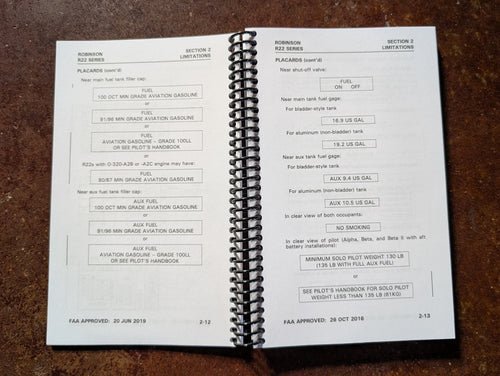 ROBINSON
R22 SERIES
SECTION 2
LIMITATIONS
PLACARDS (cont'd)
Near main fuel tank filler cap:
FUEL
100 OCT MIN GRADE AVIATION GASOLINE
or
FUEL
91/96 MIN GRADE AVIATION GASOLINE
or
FUEL
AVIATION GASOLINE - GRADE 100LL
OR SEE PILOT'S HANDBOOK
R22s with O-320-A2B or -A2C engine may have:
FUEL
80/87 MIN GRADE AVIATION GASOLINE
Near aux fuel tank filler cap:
AUX FUEL
100 OCT MIN GRADE AVIATION GASOLINE
or
AUX FUEL
91/96 MIN GRADE AVIATION GASOLINE
or
AUX FUEL
AVIATION GASOLINE - GRADE 100LL
OR SEE PILOT'S HANDBOOK
FAA APPROVED: 20 JUN 2019
2-12
ROBINSON
R22 SERIES
SECTION 2
LIMITATIONS
PLACARDS (cont'd)
Near shut-off valve:
FUEL
ON OFF
Near main tank fuel gage:
For bladder-style tank
16.9 US GAL
For aluminum (non-bladder) tank
19.2 US GAL
Near aux tank fuel gage:
For bladder-style tank
AUX 9.4 US GAL
For aluminum (non-bladder) tank
AUX 10.5 US GAL
In clear view of both occupants:
NO SMOKING
In clear view of pilot (Alpha, Beta, and Beta II with aft
battery installations):
MINIMUM SOLO PILOT WEIGHT 130 LB
(135 LB WITH FULL AUX FUEL)
or
SEE PILOT'S HANDBOOK FOR SOLO PILOT
WEIGHT LESS THAN 135 LB (61KG)
FAA APPROVED: 26 OCT 2016
2-13